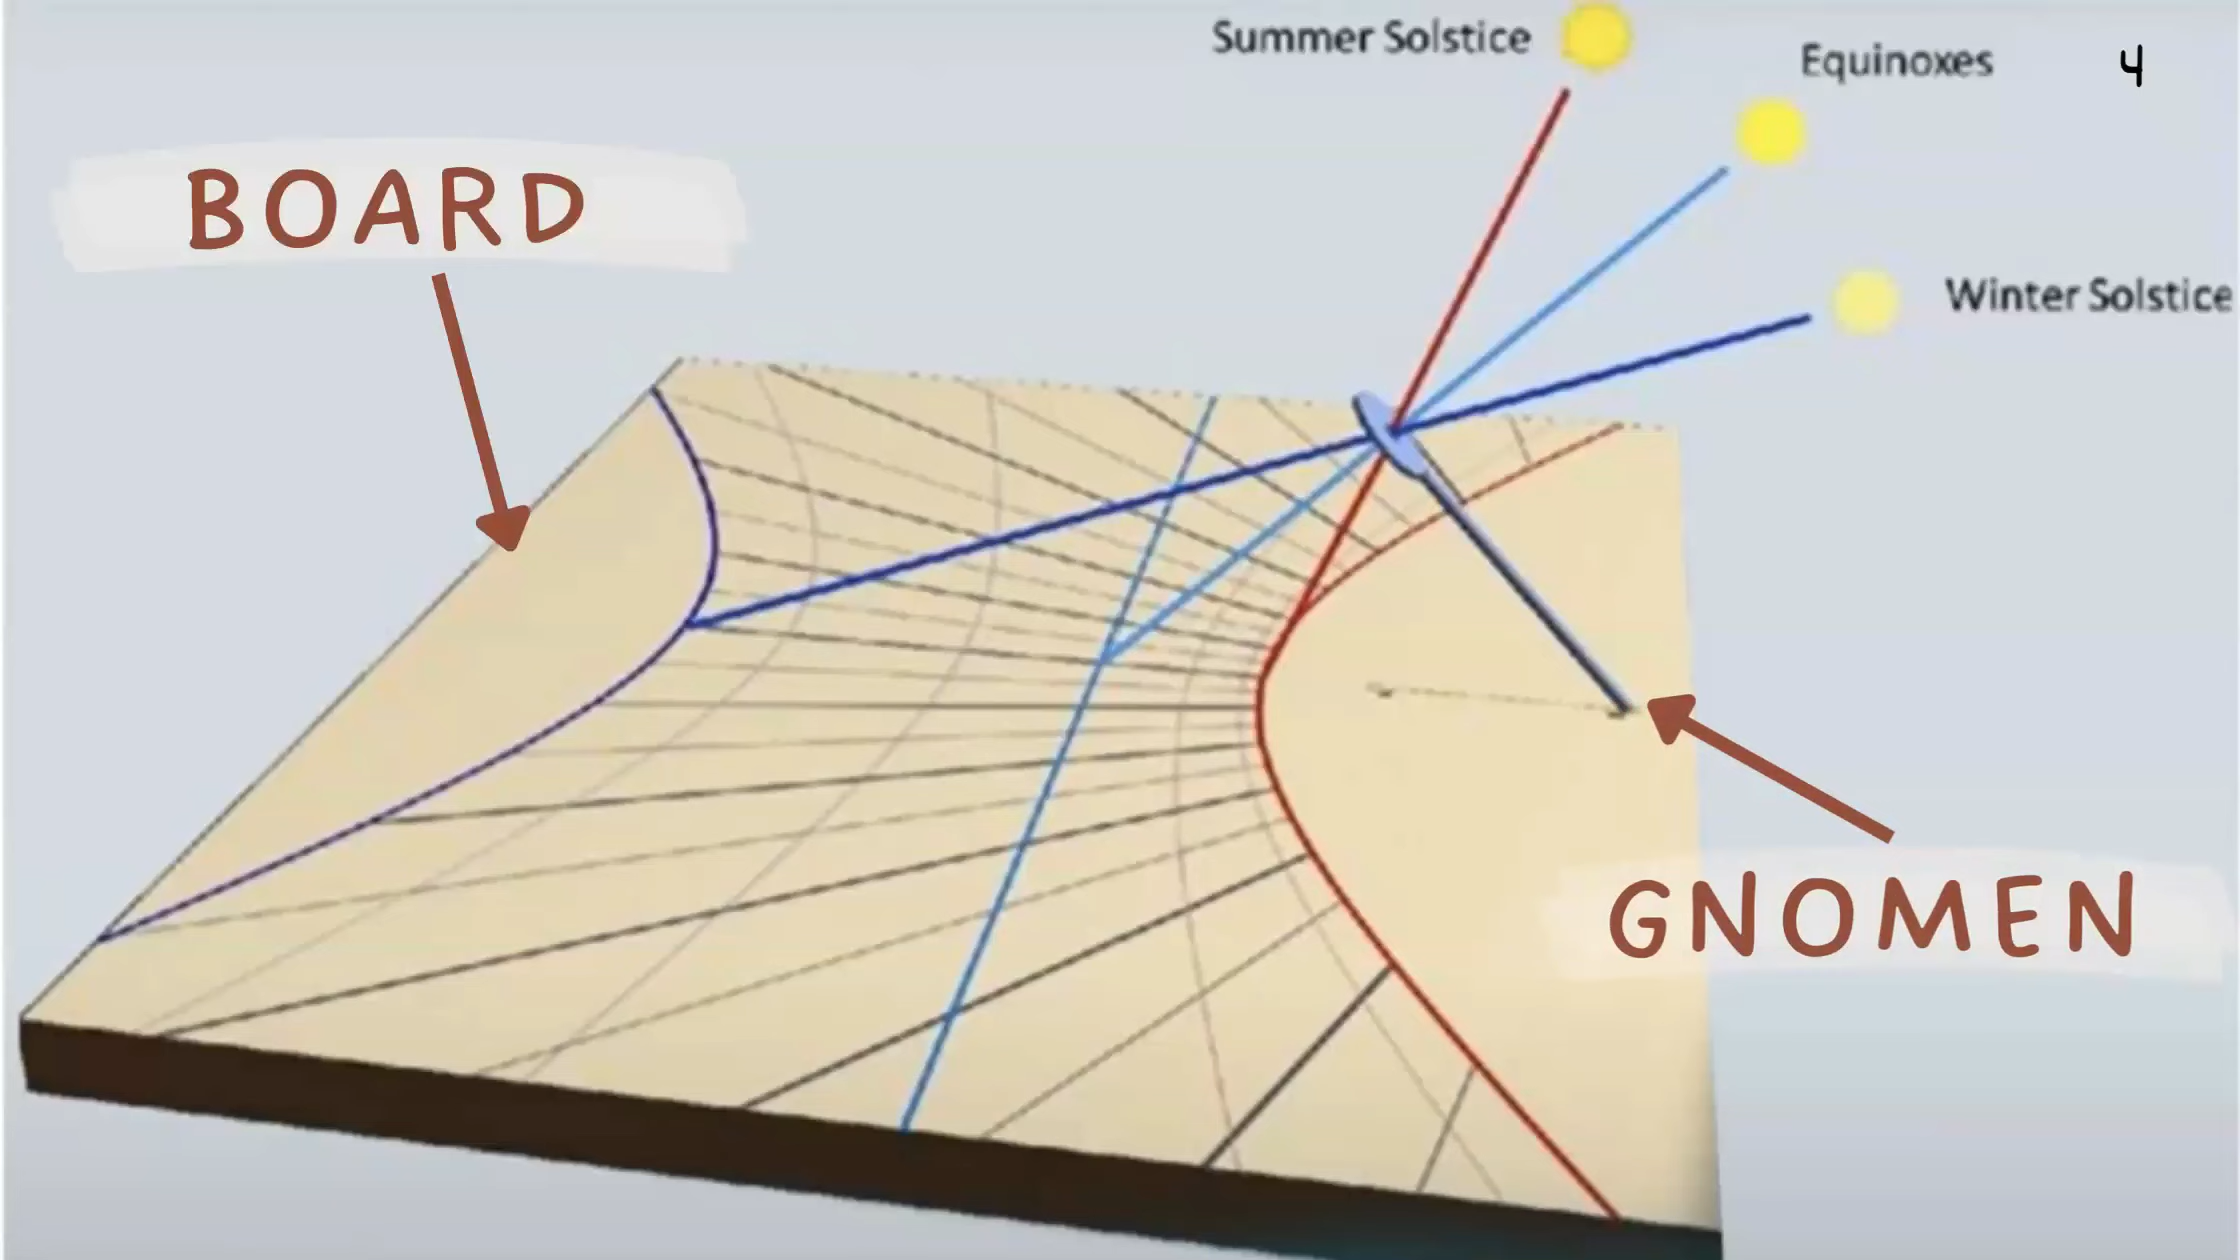 Summer Solstice
Equinoxes
4
BOARD
Winter Solstice
GNOMEN